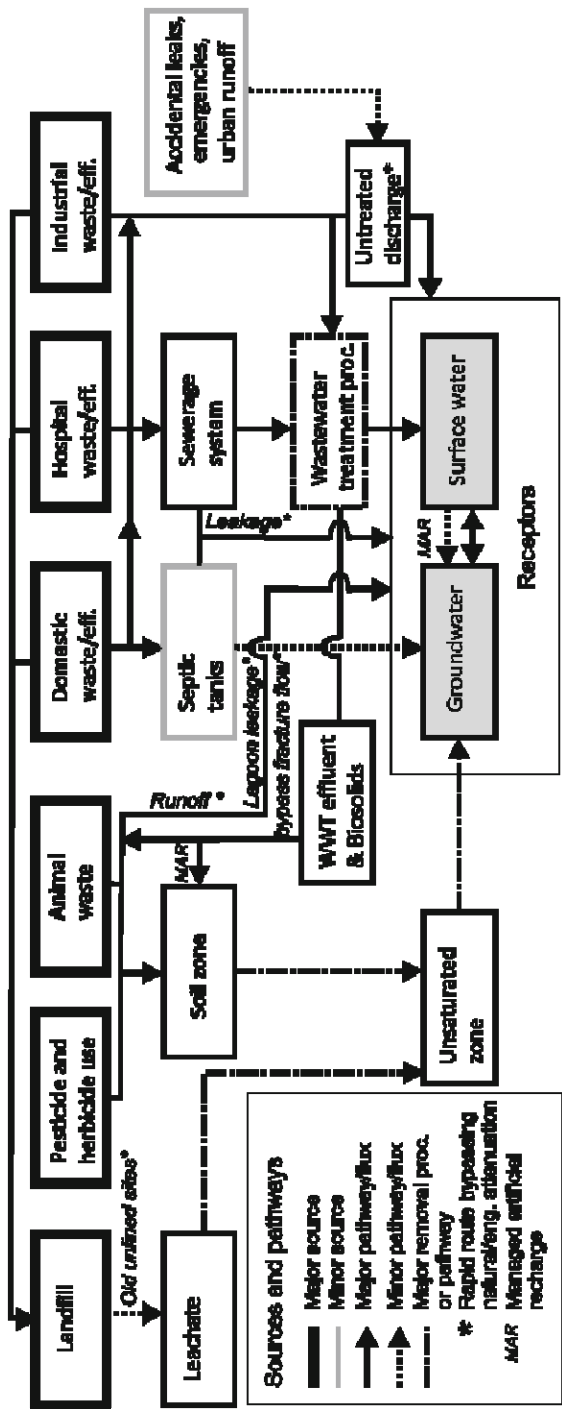 Landfill
Pesticide and
herbicide use
Animal
waste
Domestic
waste/eff.
Hospital
waste/eff.
Industrial
waste/eff.
Accidental leaks,
emergencies,
urban runoff
Old unlined sites*
Runoff *
MAR
Lagoon leakage*
bypass fracture flow*
Leakage*
Leachate
Soil zone
Septic
tanks
Sewerage
system
Wastewater
treatment proc.
Untreated
discharge*
WWT effluent
& Biosolids
Unsaturated
zone
Groundwater
MAR
Surface water
Receptors
Sources and pathways
Major source
Minor source
Major pathway/flux
Minor pathway/flux
Major removal proc.
or pathway
* Rapid route bypassing
natural/eng. attenuation
MAR Managed artificial
recharge